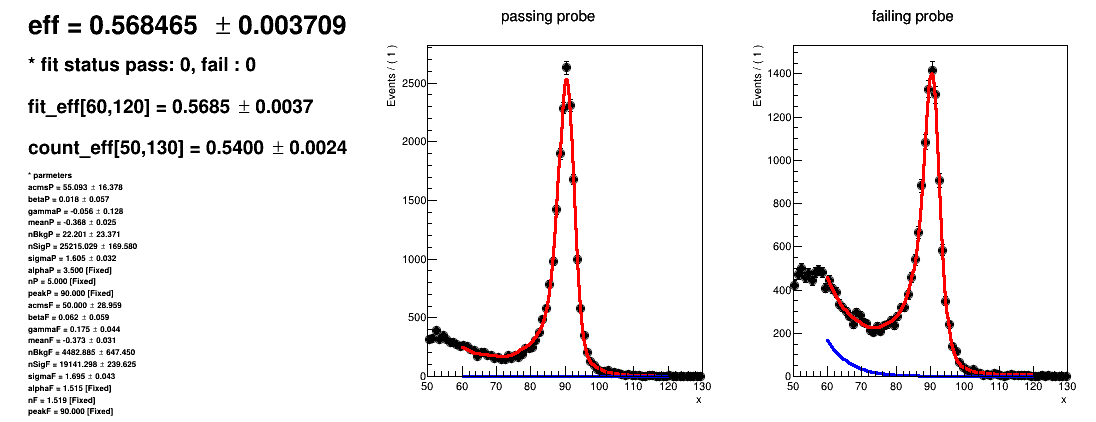 eff = 0.568465 ± 0.003709
* fit status pass: 0, fail : 0
fit_eff[60,120] = 0.5685 ± 0.0037
count_eff[50,130] = 0.5400 ± 0.0024
* parmeters
acmsP = 55.093 ± 16.378
betaP = 0.018 ± 0.057
gammaP = -0.056 ± 0.128
meanP = -0.368 ± 0.025
nBkgP = 22.201 ± 23.371
nSigP = 25215.029 ± 169.580
sigmaP = 1.605 ± 0.032
alphaP = 3.500 [Fixed]
nP = 5.000 [Fixed]
peakP = 90.000 [Fixed]
acmsF = 50.000 ± 28.959
betaF = 0.062 ± 0.059
gammaF = 0.175 ± 0.044
meanF = -0.373 ± 0.031
nBkgF = 4482.885 ± 647.450
nSigF = 19141.298 ± 239.625
sigmaF = 1.695 ± 0.043
alphaF = 1.515 [Fixed]
nF = 1.519 [Fixed]
peakF = 90.000 [Fixed]
passing probe
Events / ( 1 )
2500
2000
1500
1000
500
0
50 60 70 80 90 100 110 120 130
x
failing probe
Events / ( 1 )
1400
1200
1000
800
600
400
200
0
50 60 70 80 90 100 110 120 130
x